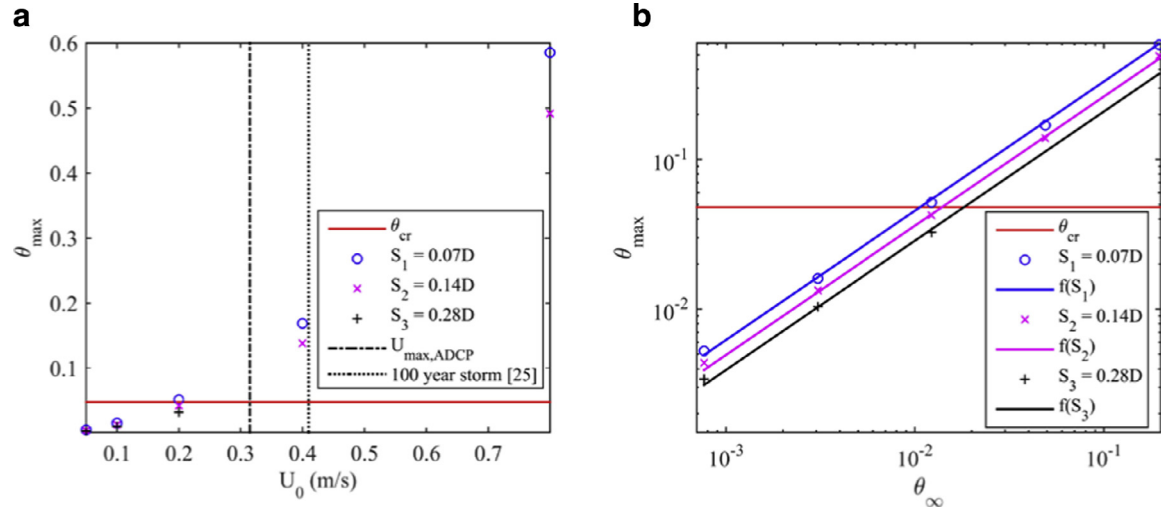 a
0.6
0.5
0.4
0.3
0.2
0.1
θmax
0.1 0.2 0.3 0.4 0.5 0.6 0.7
U0 (m/s)
θcr
S1 = 0.07D
S2 = 0.14D
S3 = 0.28D
Umax,ADCP
100 year storm [25]
b
10-1
10-2
θmax
10-3 10-2 10-1
θ∞
θcr
S1 = 0.07D
f(S1)
S2 = 0.14D
f(S2)
S3 = 0.28D
f(S3)